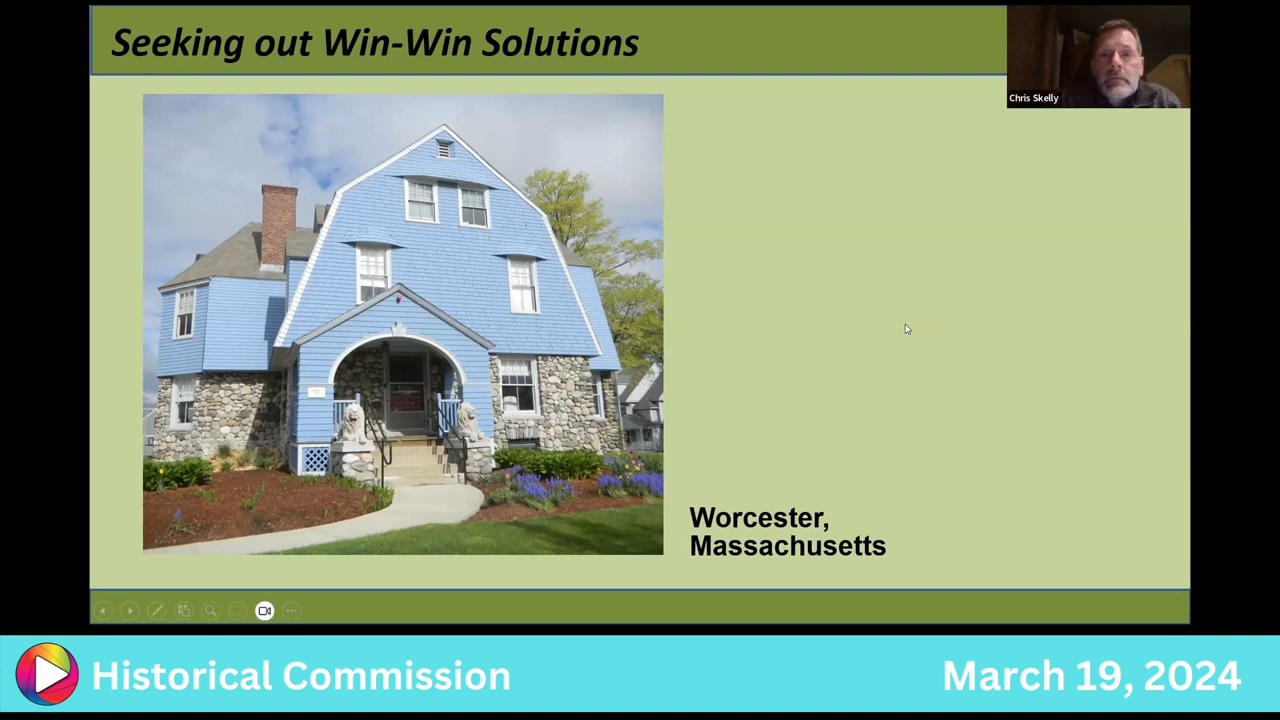 Seeking out Win-Win Solutions
Chris Skelly
Worcester,
Massachusetts
Historical Commission
March 19, 2024